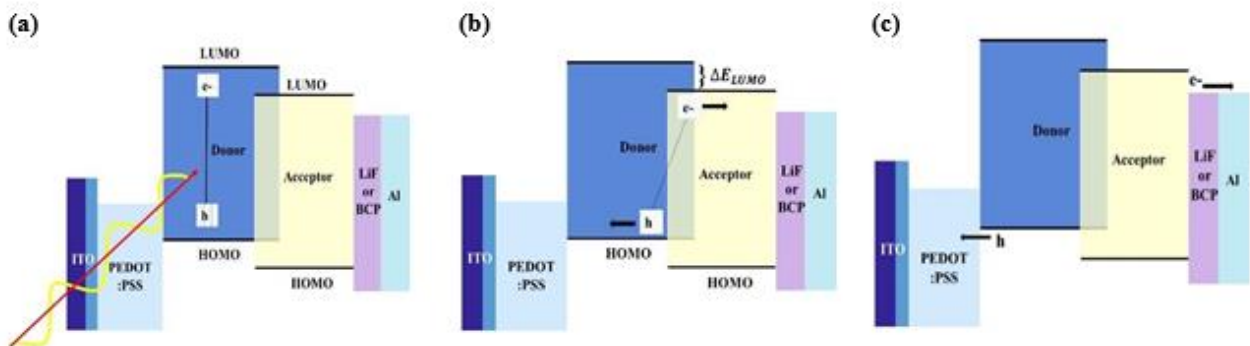 (a)
LUMO
e-
LUMO
Donor
Acceptor
LiF
or
BCP
Al
h
ITO
PEDOT
:PSS
HOMO
HOMO
(b)
} ΔE_LUMO
e-
Donor
Acceptor
LiF
or
BCP
Al
h
ITO
PEDOT
:PSS
HOMO
HOMO
(c)
e-
Donor
Acceptor
LiF
or
BCP
Al
h
ITO
PEDOT
:PSS